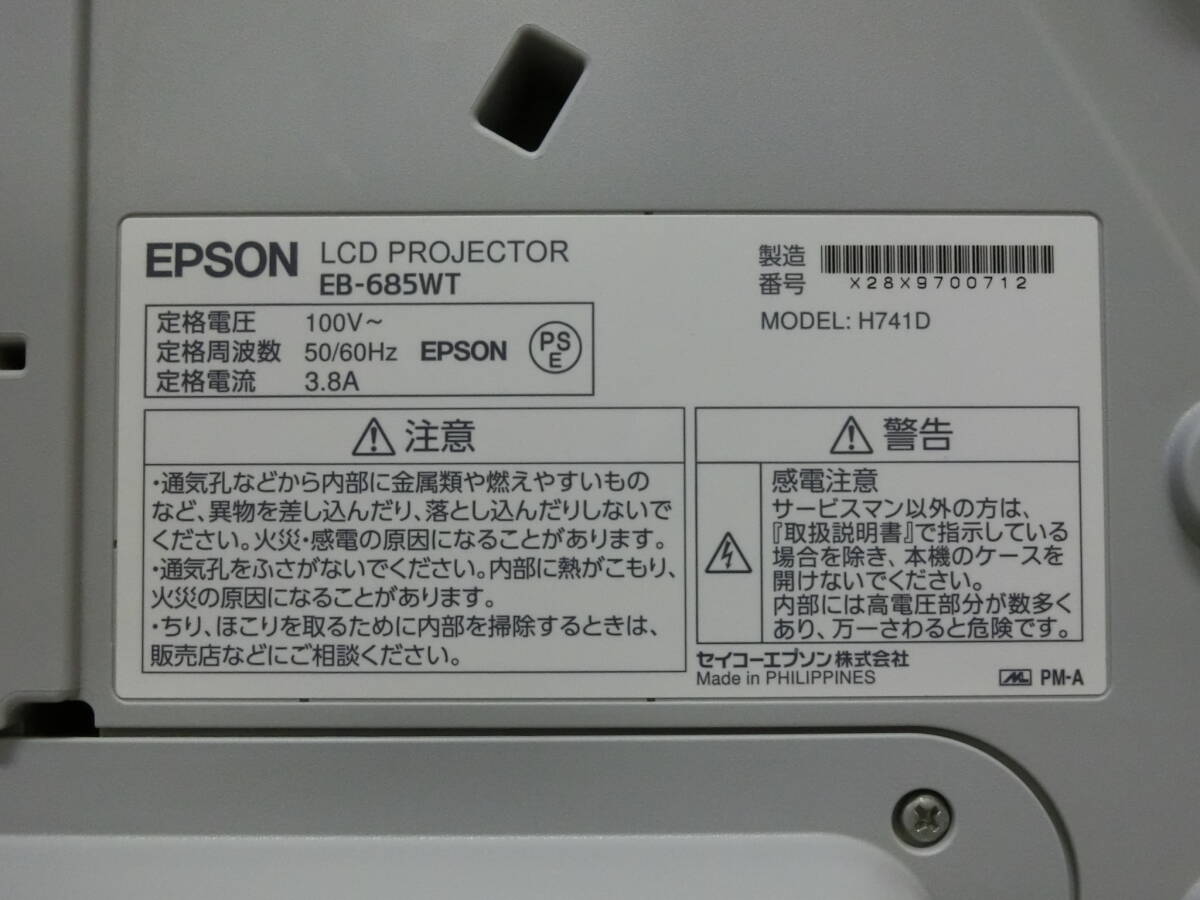 EPSON LCD PROJECTOR
EB-685WT
定格電圧 100V~
定格周波数 50/60Hz EPSON PSE
定格電流 3.8A
製造
番号
X28X9700712
MODEL: H741D
注意
・通気孔などから内部に金属類や燃えやすいもの
など、異物を差し込んだり、落とし込んだりしないで
ください。火災・感電の原因になることがあります。
・通気孔をふさがないでください。内部に熱がこもり、
火災の原因になることがあります。
・ちり、ほこりを取るために内部を掃除するときは、
販売店などにご相談ください。
警告
感電注意
サービスマン以外の方は、
『取扱説明書』で指示している
場合を除き、本機のケースを
開けないでください。
内部には高電圧部分が数多く
あり、万一さわると危険です。
セイコーエプソン株式会社
Made in PHILIPPINES
PM-A